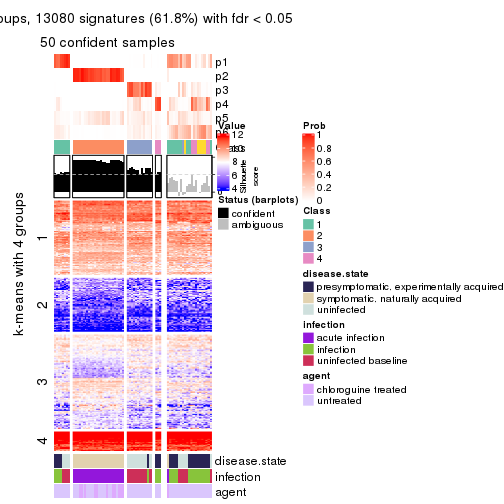 oups, 13080 signatures (61.8%) with fdr < 0.05
50 confident samples
p1
p2
p3
p4
p5
Value
12
10
8
6
4
Silhouette score
Status (barplots)
confident
ambiguous
Prob
1
0.8
0.6
0.4
0.2
0
Class
1
2
3
4
disease.state
presymptomatic, experimentally acquired
symptomatic, naturally acquired
uninfected
infection
acute infection
infection
uninfected baseline
agent
chloroquine treated
untreated
k-means with 4 groups
1
2
3
4
disease.state
infection
agent